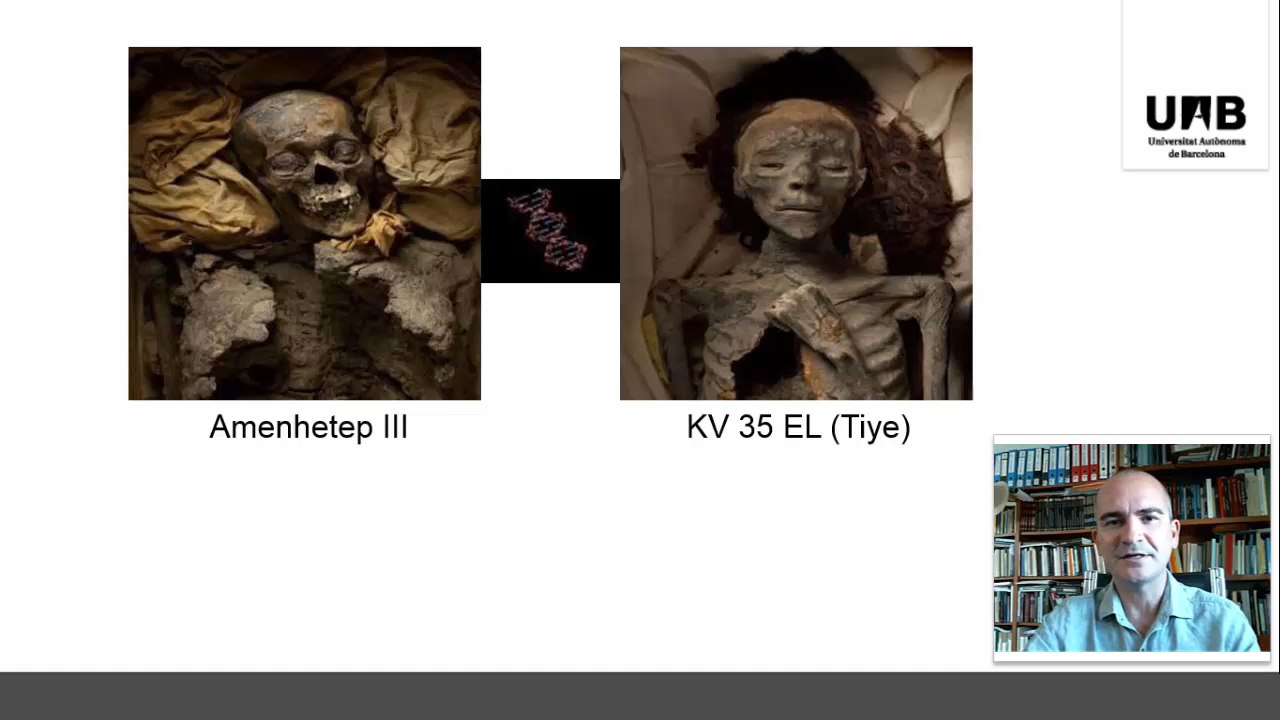 UAB
Universitat Autònoma
de Barcelona
Amenhetep III
KV 35 EL (Tiye)